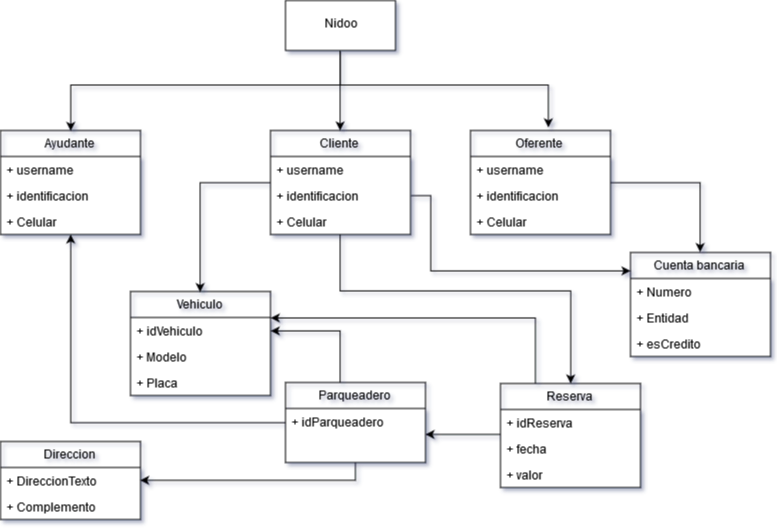 Nidoo
Ayudante
+ username
+ identificacion
+ Celular
Cliente
+ username
+ identificacion
+ Celular
Oferente
+ username
+ identificacion
+ Celular
Cuenta bancaria
+ Numero
+ Entidad
+ esCredito
Vehiculo
+ idVehiculo
+ Modelo
+ Placa
Parqueadero
+ idParqueadero
Reserva
+ idReserva
+ fecha
+ valor
Direccion
+ DireccionTexto
+ Complemento